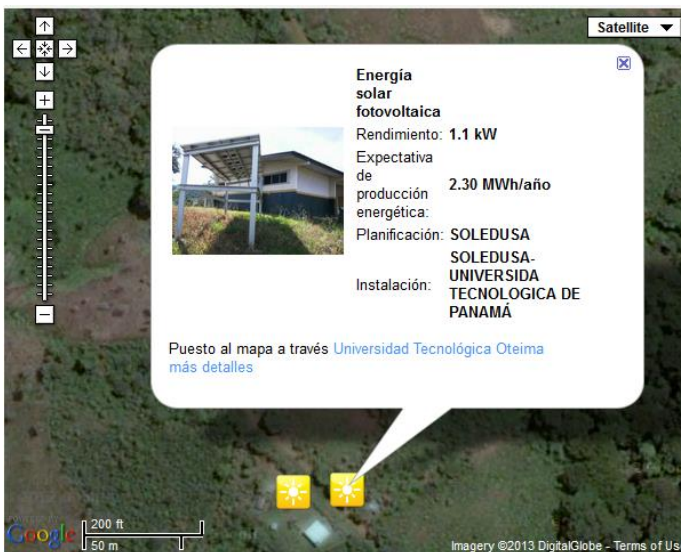 Satellite
Energía
solar
fotovoltaica
Rendimiento: 1.1 kW
Expectativa
de
producción
energética:
2.30 MWh/año
Planificación: SOLEDUSA
Instalación:
SOLEDUSA-
UNIVERSIDA
TECNOLOGICA DE
PANAMÁ
Puesto al mapa a través Universidad Tecnológica Oteima
más detalles
Google
200 ft
50 m
Imagery ©2013 DigitalGlobe - Terms of Us